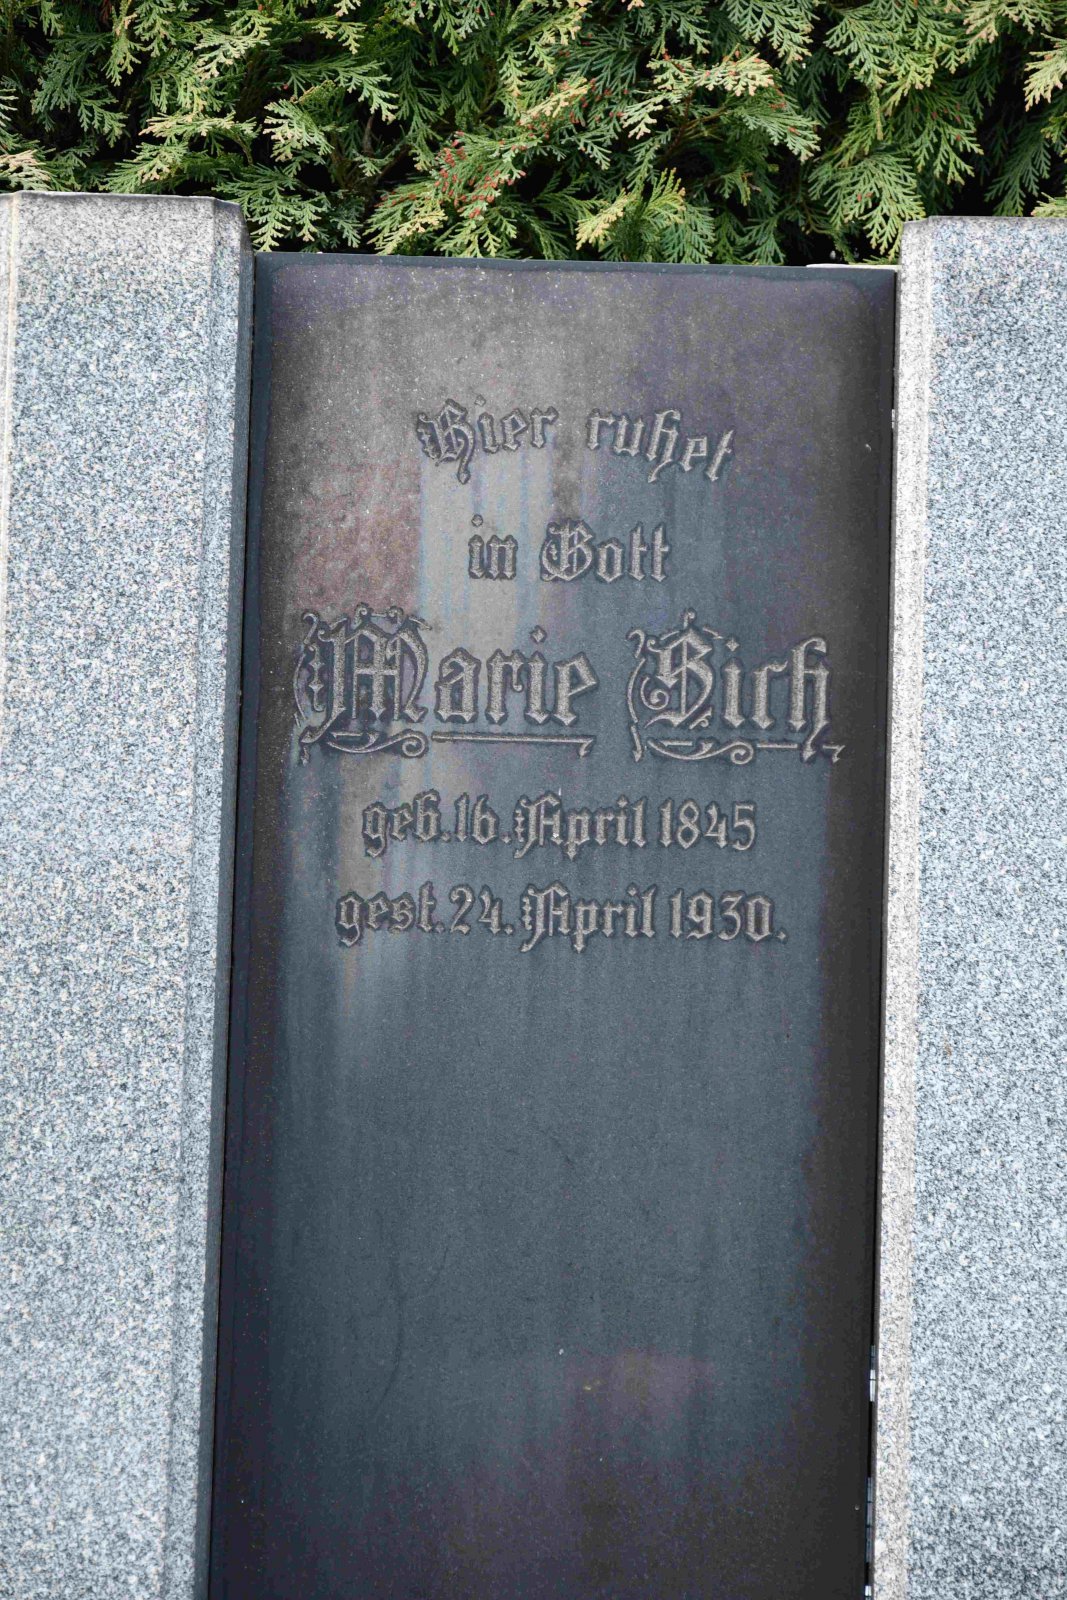 Hier ruhet
in Gott
Marie Sich
geb. 16. April 1845
gest. 24. April 1930.